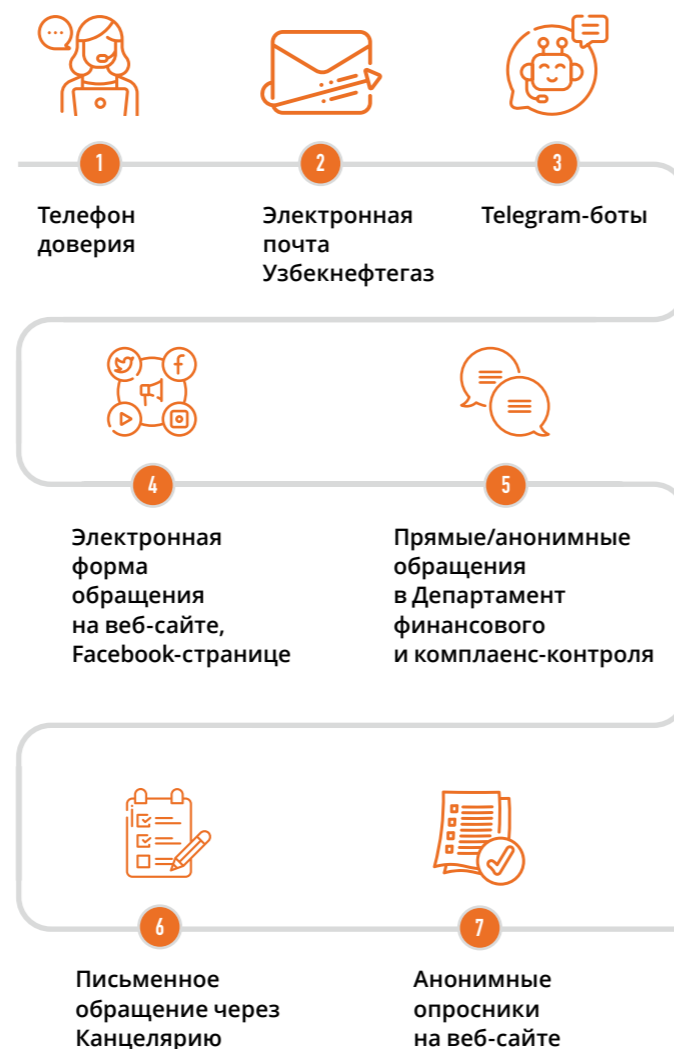 1
2
3
Телефон
доверия
Электронная
почта
Узбекнефтегаз
Telegram-боты
4
5
Электронная
форма
обращения
на веб-сайте,
Facebook-странице
Прямые/анонимные
обращения
в Департамент
финансового
и комплаенс-контроля
6
7
Письменное
обращение через
Канцелярию
Анонимные
опросники
на веб-сайте